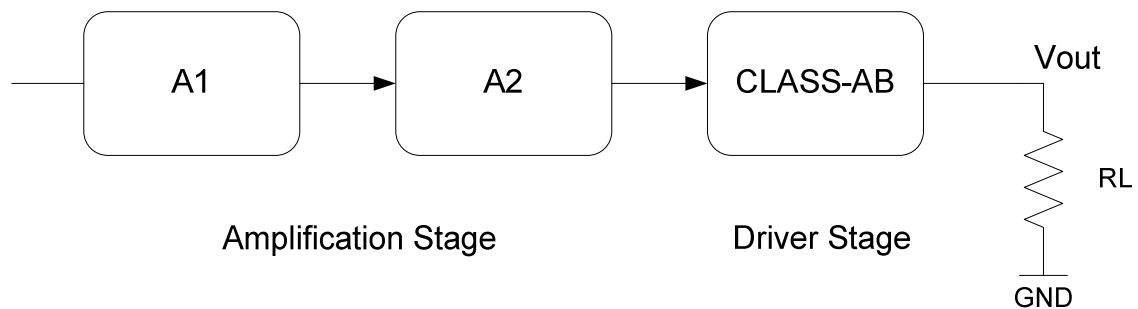 A1
A2
CLASS-AB
Vout
RL
Amplification Stage
Driver Stage
GND